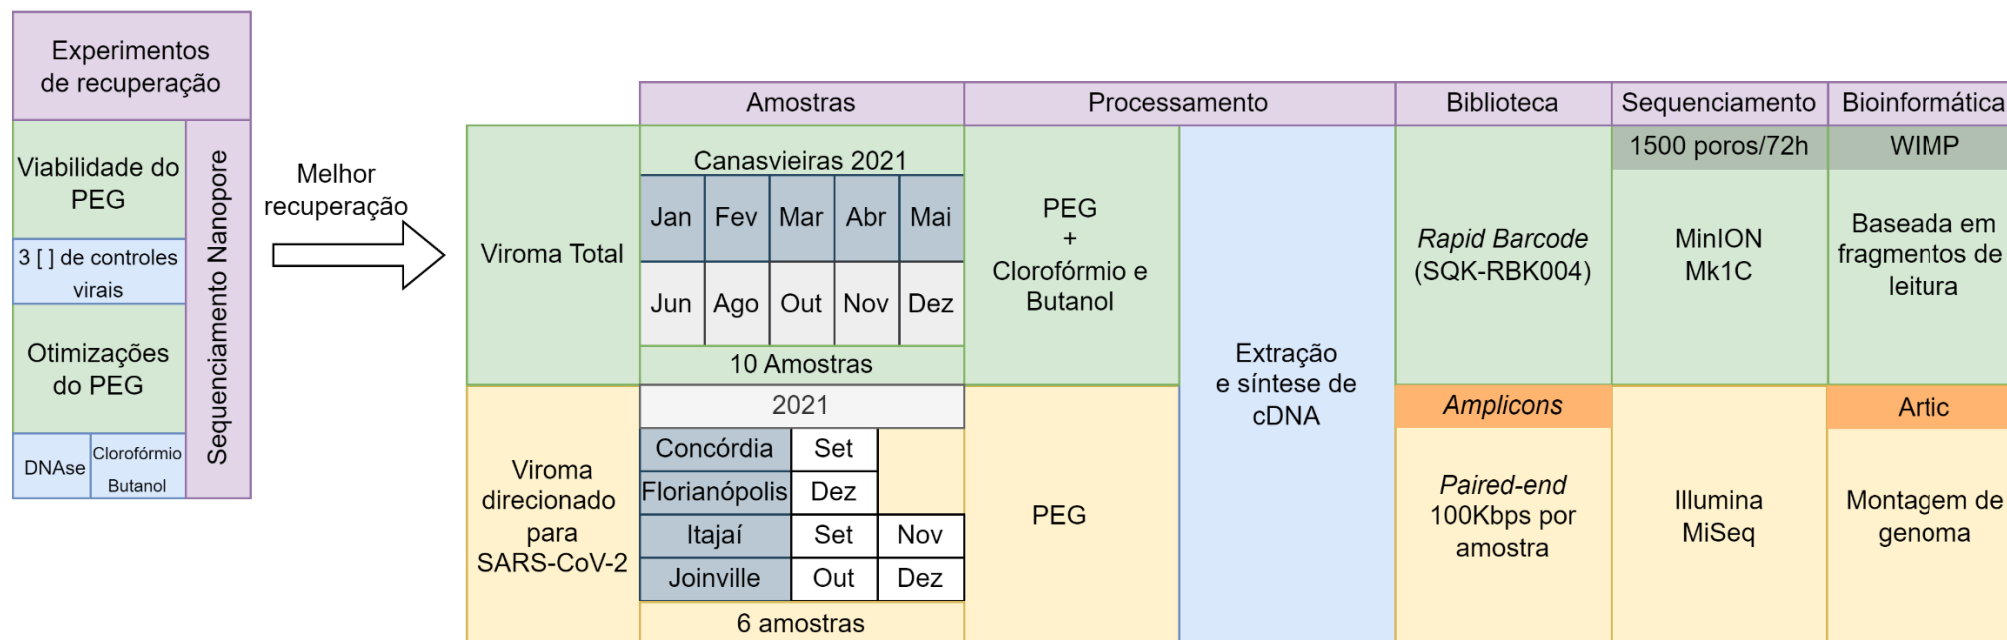 Experimentos
de recuperação
Viabilidade do
PEG
3 [ ] de controles
virais
Otimizações
do PEG
DNAse
Clorofórmio
Butanol
Sequenciamento Nanopore
Melhor
recuperação
Amostras
Processamento
Biblioteca
Sequenciamento
Bioinformática
Viroma Total
Canasvieiras 2021
Jan
Fev
Mar
Abr
Mai
Jun
Ago
Out
Nov
Dez
10 Amostras
PEG
+
Clorofórmio e
Butanol
Extração
e síntese de
cDNA
Rapid Barcode
(SQK-RBK004)
1500 poros/72h
MinION
Mk1C
WIMP
Baseada em
fragmentos de
leitura
Viroma
direcionado
para
SARS-CoV-2
2021
Concórdia
Set
Florianópolis
Dez
Itajaí
Set
Nov
Joinville
Out
Dez
6 amostras
PEG
Amplicons
Paired-end
100Kbps por
amostra
Illumina
MiSeq
Artic
Montagem de
genoma